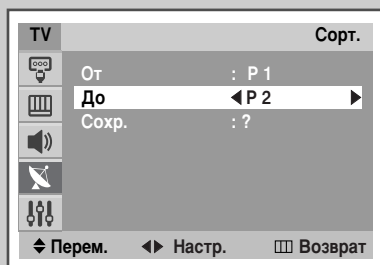 TV Сорт.
От : P 1
До ◀P 2 ▶
Сохр. : ?
Перем. Настр. Возврат